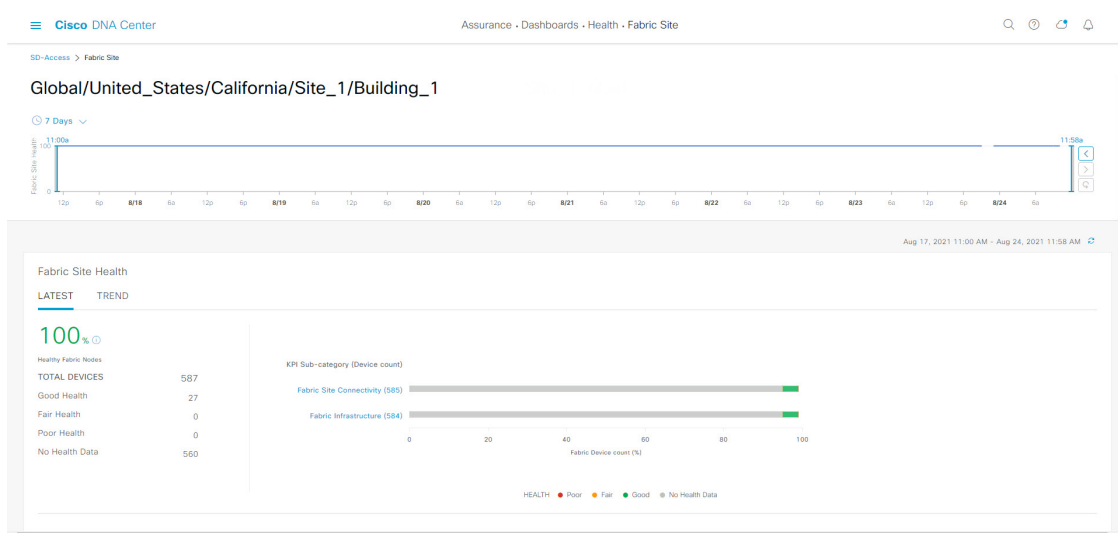 Cisco DNA Center
Assurance • Dashboards • Health • Fabric Site
SD-Access > Fabric Site
Global/United_States/California/Site_1/Building_1
7 Days
11:00a 11:58a
Fabric Site Health
100
0
12p 6p 8/18 6a 12p 6p 8/19 6a 12p 6p 8/20 6a 12p 6p 8/21 6a 12p 6p 8/22 6a 12p 6p 8/23 6a 12p 6p 8/24 6a
Aug 17, 2021 11:00 AM - Aug 24, 2021 11:58 AM
Fabric Site Health
LATEST TREND
100%
Healthy Fabric Nodes
TOTAL DEVICES 587
Good Health 27
Fair Health 0
Poor Health 0
No Health Data 560
KPI Sub-category (Device count)
Fabric Site Connectivity (585)
Fabric Infrastructure (584)
0 20 40 60 80 100
Fabric Device count (%)
HEALTH Poor Fair Good No Health Data